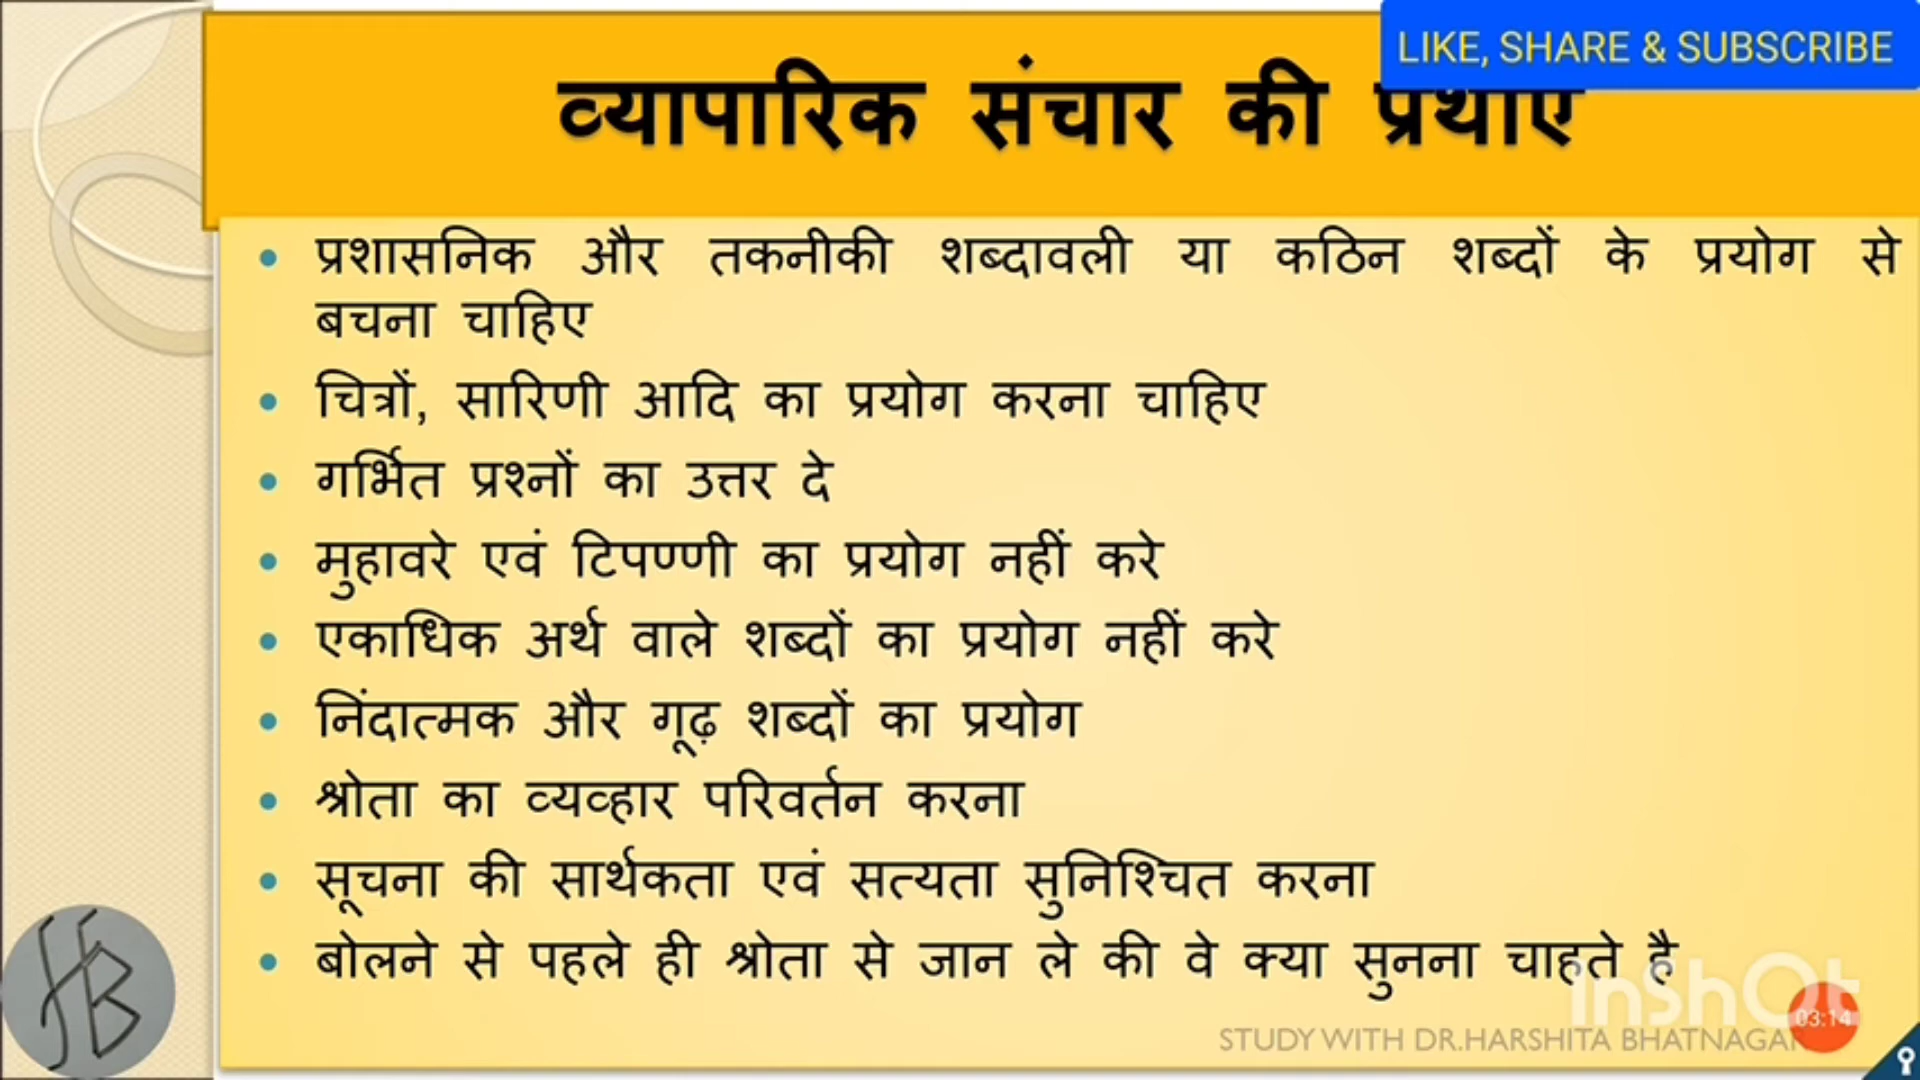 LIKE, SHARE & SUBSCRIBE
व्यापारिक संचार की प्रथाए
प्रशासनिक और तकनीकी शब्दावली या कठिन शब्दों के प्रयोग से
बचना चाहिए
चित्रों, सारिणी आदि का प्रयोग करना चाहिए
गर्भित प्रश्नों का उत्तर दे
मुहावरे एवं टिपण्णी का प्रयोग नहीं करे
एकाधिक अर्थ वाले शब्दों का प्रयोग नहीं करे
निंदात्मक और गूढ़ शब्दों का प्रयोग
श्रोता का व्यव्हार परिवर्तन करना
सूचना की सार्थकता एवं सत्यता सुनिश्चित करना
बोलने से पहले ही श्रोता से जान ले की वे क्या सुनना चाहते है
InShOt
03:14
STUDY WITH DR.HARSHITA BHATNAGAR
HB